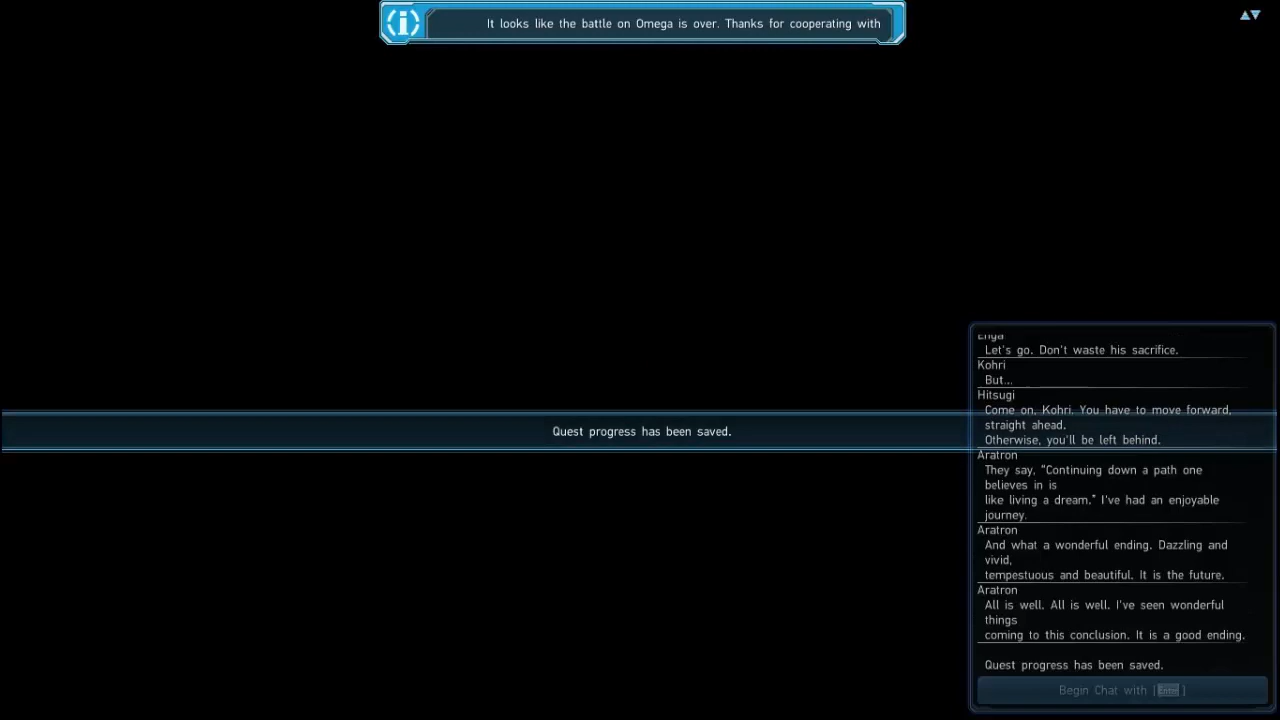 It looks like the battle on Omega is over. Thanks for cooperating with
Enga
Let's go. Don't waste his sacrifice.
Kohri
But...
Hitsugi
Come on, Kohri. You have to move forward,
straight ahead.
Otherwise, you'll be left behind.
Quest progress has been saved.
Aratron
They say, "Continuing down a path one
believes in is
like living a dream." I've had an enjoyable
journey.
Aratron
And what a wonderful ending. Dazzling and
vivid,
tempestuous and beautiful. It is the future.
Aratron
All is well. All is well. I've seen wonderful
things
coming to this conclusion. It is a good ending.
Quest progress has been saved.
Begin Chat with [Enter]